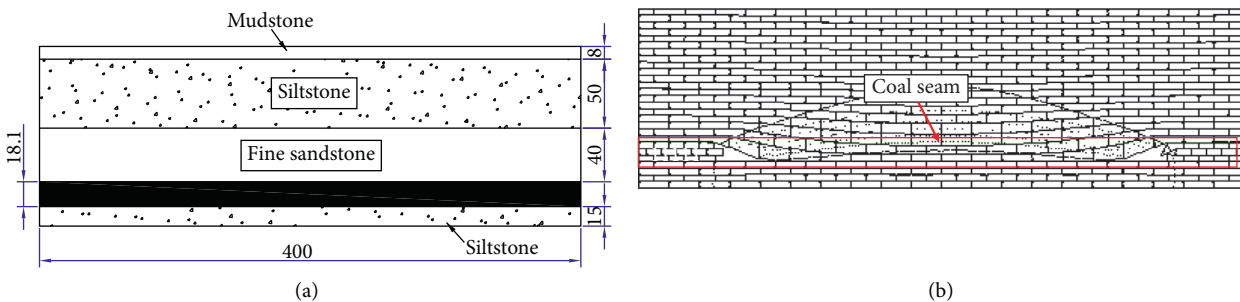 Mudstone
8
Siltstone
50
18.1
Fine sandstone
40
15
Siltstone
400
(a)
Coal seam
(b)